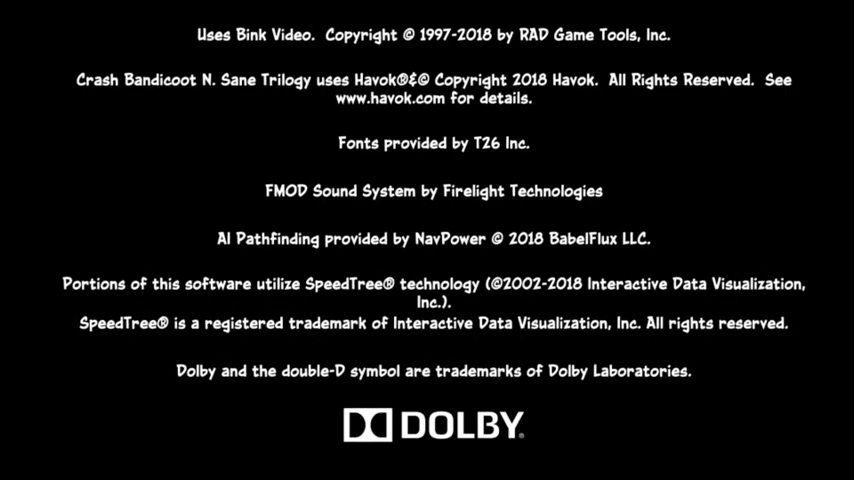 Uses Bink Video.  Copyright © 1997-2018 by RAD Game Tools, Inc.
Crash Bandicoot N. Sane Trilogy uses Havok®&© Copyright 2018 Havok.  All Rights Reserved.  See
www.havok.com for details.
Fonts provided by T26 Inc.
FMOD Sound System by Firelight Technologies
AI Pathfinding provided by NavPower © 2018 BabelFlux LLC.
Portions of this software utilize SpeedTree® technology (©2002-2018 Interactive Data Visualization,
Inc.).
SpeedTree® is a registered trademark of Interactive Data Visualization, Inc. All rights reserved.
Dolby and the double-D symbol are trademarks of Dolby Laboratories.
DOLBY®